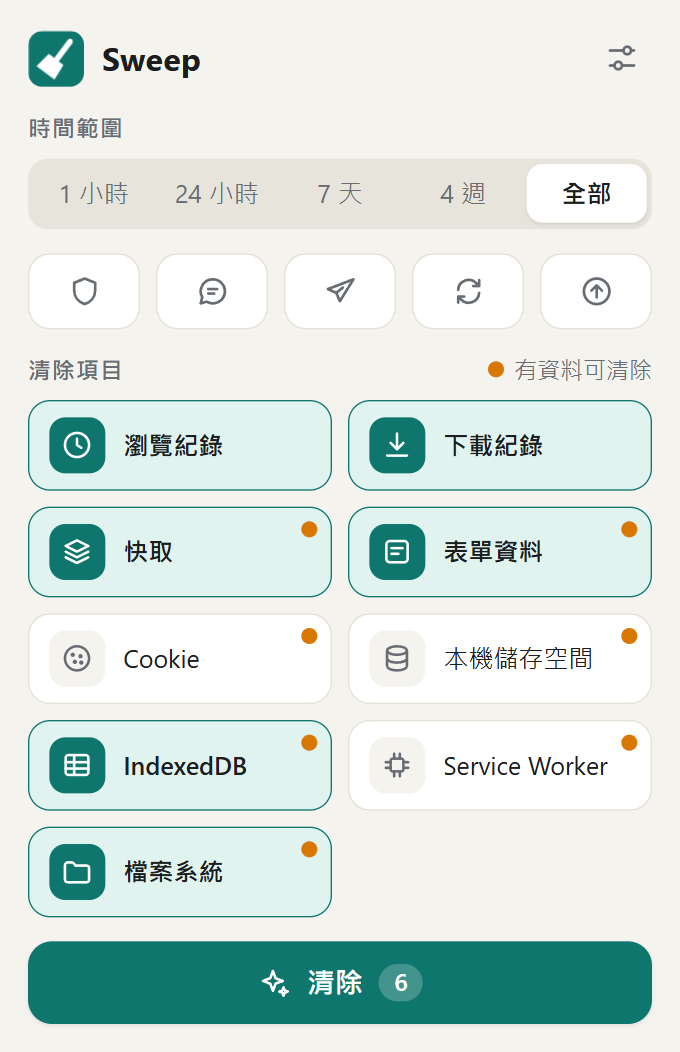 Sweep
時間範圍
1 小時 24 小時 7 天 4 週 全部
清除項目 有資料可清除
瀏覽紀錄 下載紀錄
快取 表單資料
Cookie 本機儲存空間
IndexedDB Service Worker
檔案系統
清除 6